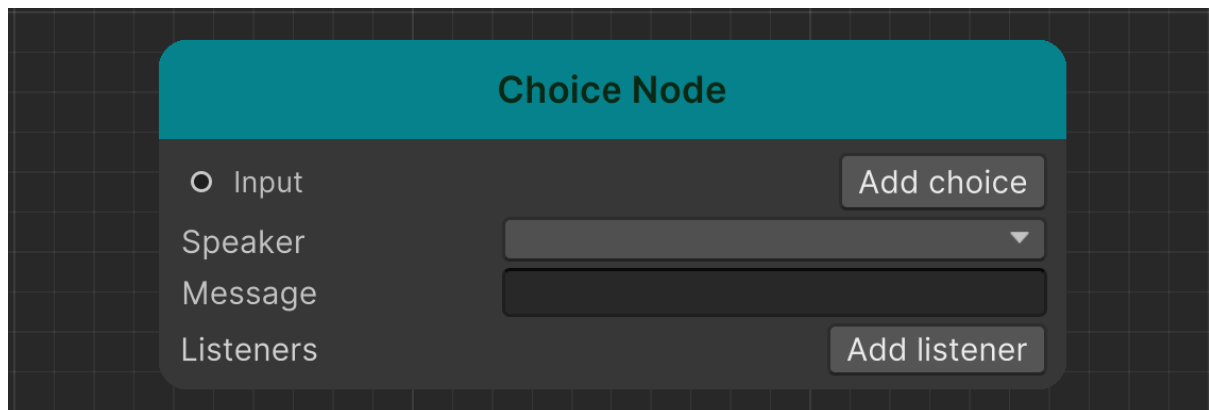 Choice Node
Input
Add choice
Speaker
Message
Listeners
Add listener